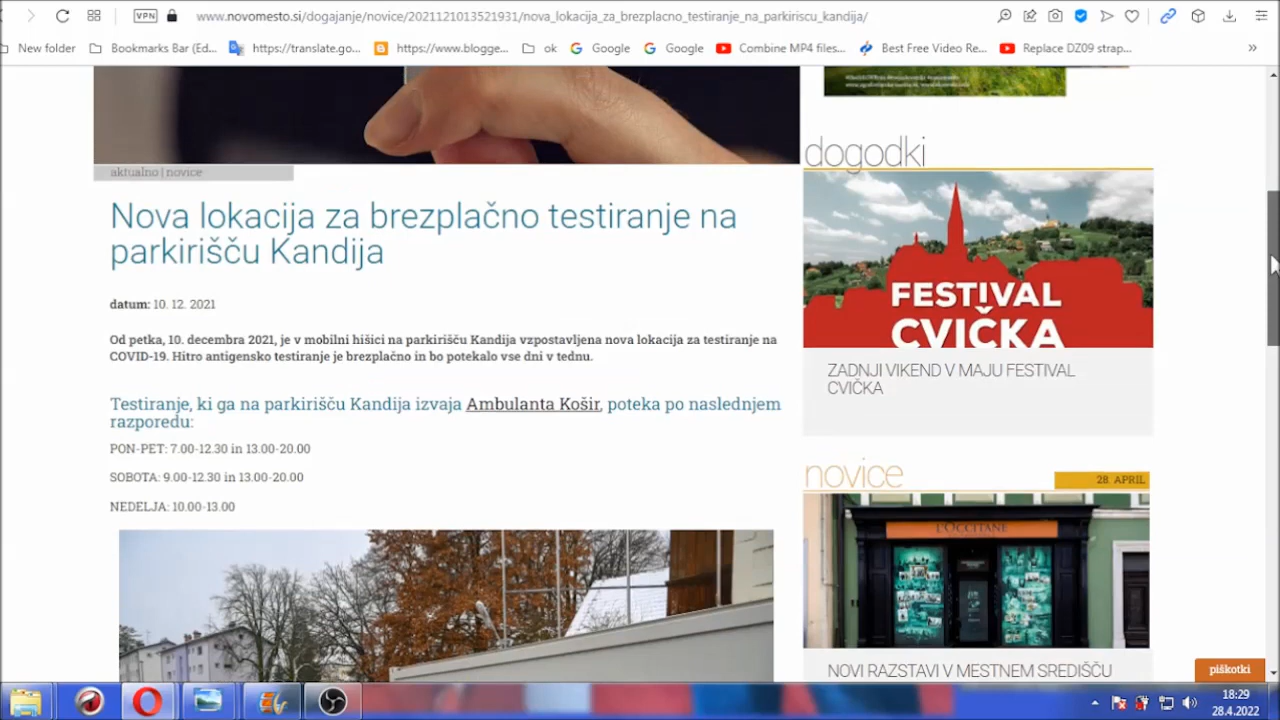 VPN
www.novomesto.si/dogajanje/novice/2021121013521931/nova_lokacija_za_brezplacno_testiranje_na_parkiriscu_kandija/
New folder
Bookmarks Bar (Ed...
https://translate.go...
https://www.blogge...
ok
Google
Google
Combine MP4 files...
Best Free Video Re...
Replace DZ09 strap...
aktualno | novice
Nova lokacija za brezplačno testiranje na
parkirišču Kandija
datum: 10. 12. 2021
Od petka, 10. decembra 2021, je v mobilni hišici na parkirišču Kandija vzpostavljena nova lokacija za testiranje na
COVID-19. Hitro antigensko testiranje je brezplačno in bo potekalo vse dni v tednu.
Testiranje, ki ga na parkirišču Kandija izvaja Ambulanta Košir, poteka po naslednjem
razporedu:
PON-PET: 7.00-12.30 in 13.00-20.00
SOBOTA: 9.00-12.30 in 13.00-20.00
NEDELJA: 10.00-13.00
dogodki
FESTIVAL
CVIČKA
ZADNJI VIKEND V MAJU FESTIVAL
CVIČKA
novice
28. APRIL
L'OCCITANE
NOVI RAZSTAVI V MESTNEM SREDIŠČU
piškotki
18:29
28.4.2022